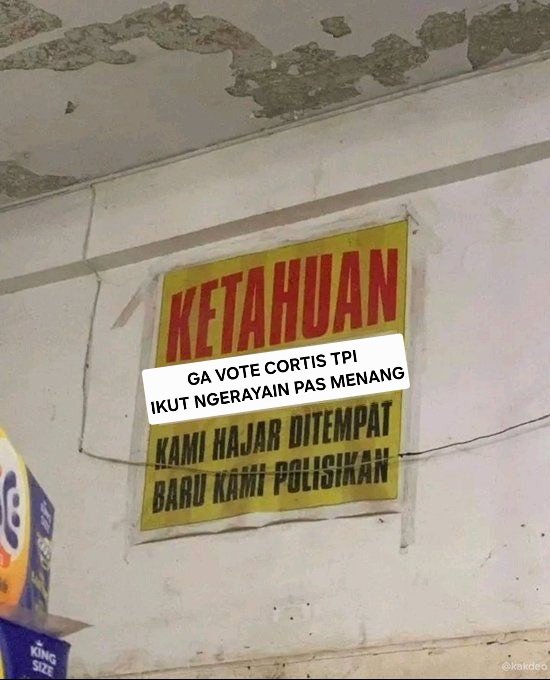 KETAHUAN
GA VOTE CORTIS TPI
IKUT NGERAYAIN PAS MENANG
KAMI HAJAR DITEMPAT
BARU KAMI POLISIKAN
KING
SIZE
@kakdeo